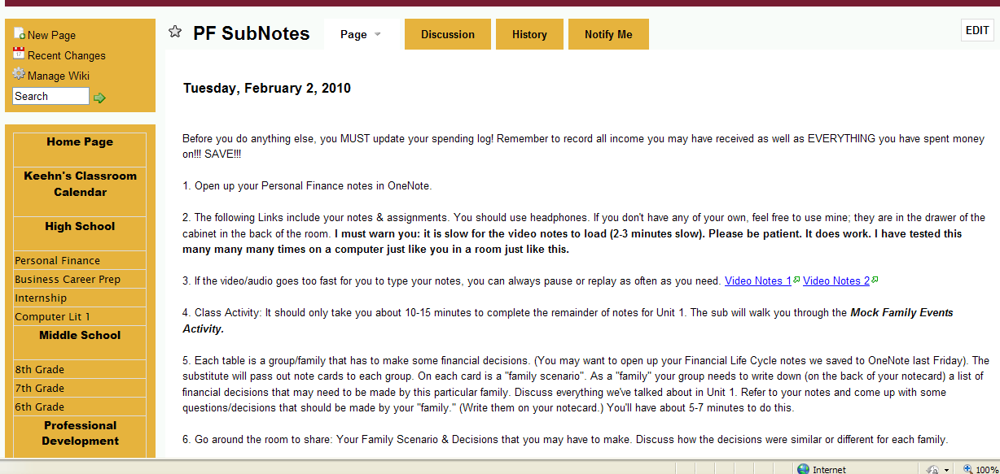 New Page
Recent Changes
Manage Wiki
Search
Home Page
Keehn's Classroom
Calendar
High School
Personal Finance
Business Career Prep
Internship
Computer Lit 1
Middle School
8th Grade
7th Grade
6th Grade
Professional
Development
PF SubNotes
Page
Discussion
History
Notify Me
EDIT
Tuesday, February 2, 2010
Before you do anything else, you MUST update your spending log! Remember to record all income you may have received as well as EVERYTHING you have spent money
on!!! SAVE!!!
1. Open up your Personal Finance notes in OneNote.
2. The following Links include your notes & assignments. You should use headphones. If you don't have any of your own, feel free to use mine; they are in the drawer of the
cabinet in the back of the room. I must warn you: it is slow for the video notes to load (2-3 minutes slow). Please be patient. It does work. I have tested this
many many many times on a computer just like you in a room just like this.
3. If the video/audio goes too fast for you to type your notes, you can always pause or replay as often as you need. Video Notes 1 Video Notes 2
4. Class Activity: It should only take you about 10-15 minutes to complete the remainder of notes for Unit 1. The sub will walk you through the Mock Family Events
Activity.
5. Each table is a group/family that has to make some financial decisions. (You may want to open up your Financial Life Cycle notes we saved to OneNote last Friday). The
substitute will pass out note cards to each group. On each card is a "family scenario". As a "family" your group needs to write down (on the back of your notecard) a list of
financial decisions that may need to be made by this particular family. Discuss everything we've talked about in Unit 1. Refer to your notes and come up with some
questions/decisions that should be made by your "family." (Write them on your notecard.) You'll have about 5-7 minutes to do this.
6. Go around the room to share: Your Family Scenario & Decisions that you may have to make. Discuss how the decisions were similar or different for each family.
Internet
100%